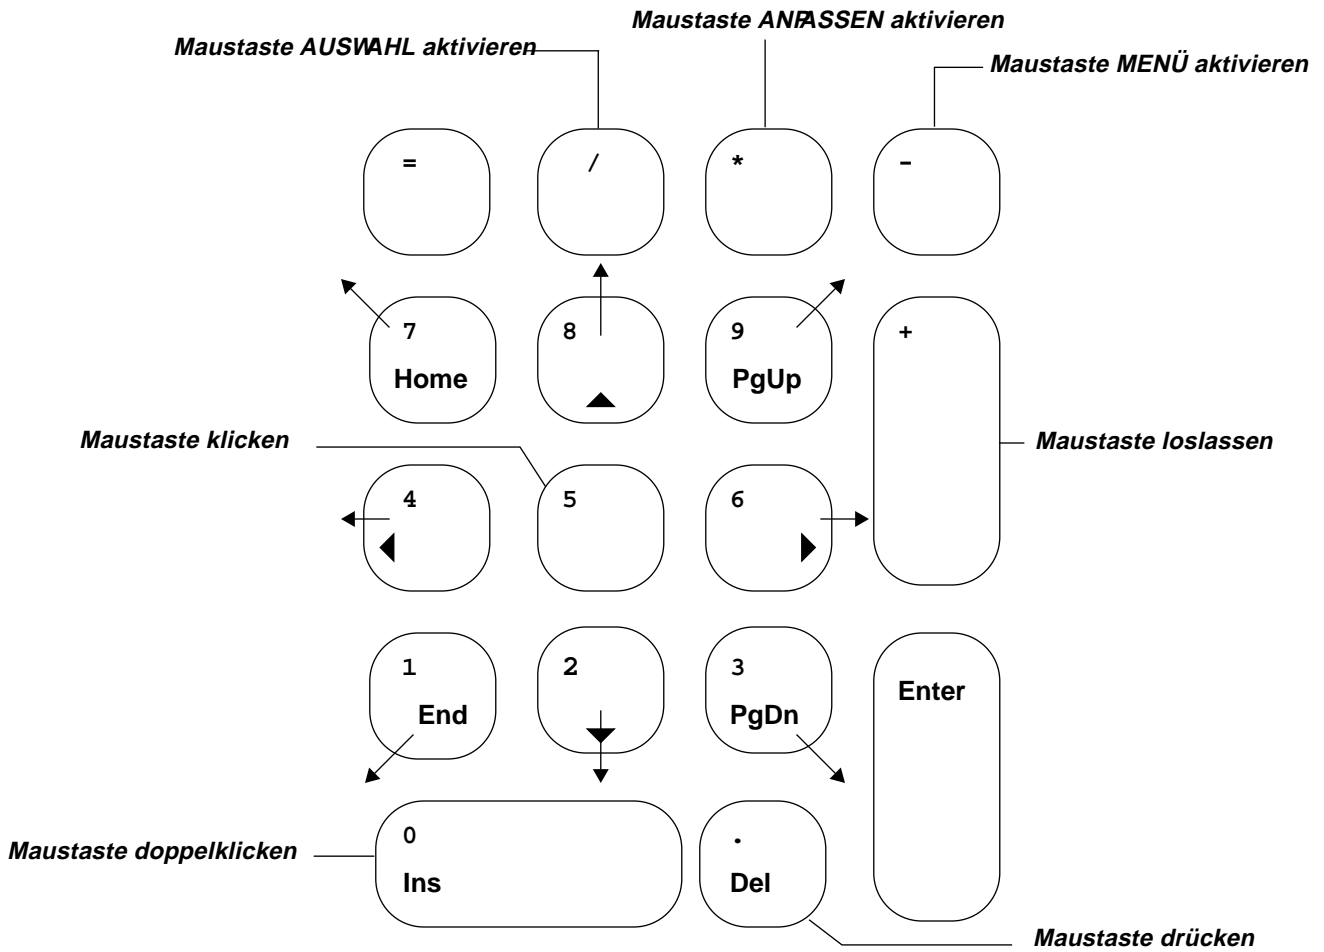 Maustaste ANPASSEN aktivieren
Maustaste AUSWAHL aktivieren
Maustaste MENÜ aktivieren
= / * -
7 8 9 +
Home PgUp
Maustaste klicken
Maustaste loslassen
4 5 6
1 2 3
Enter
End PgDn
0 .
Maustaste doppelklicken
Ins Del
Maustaste drücken